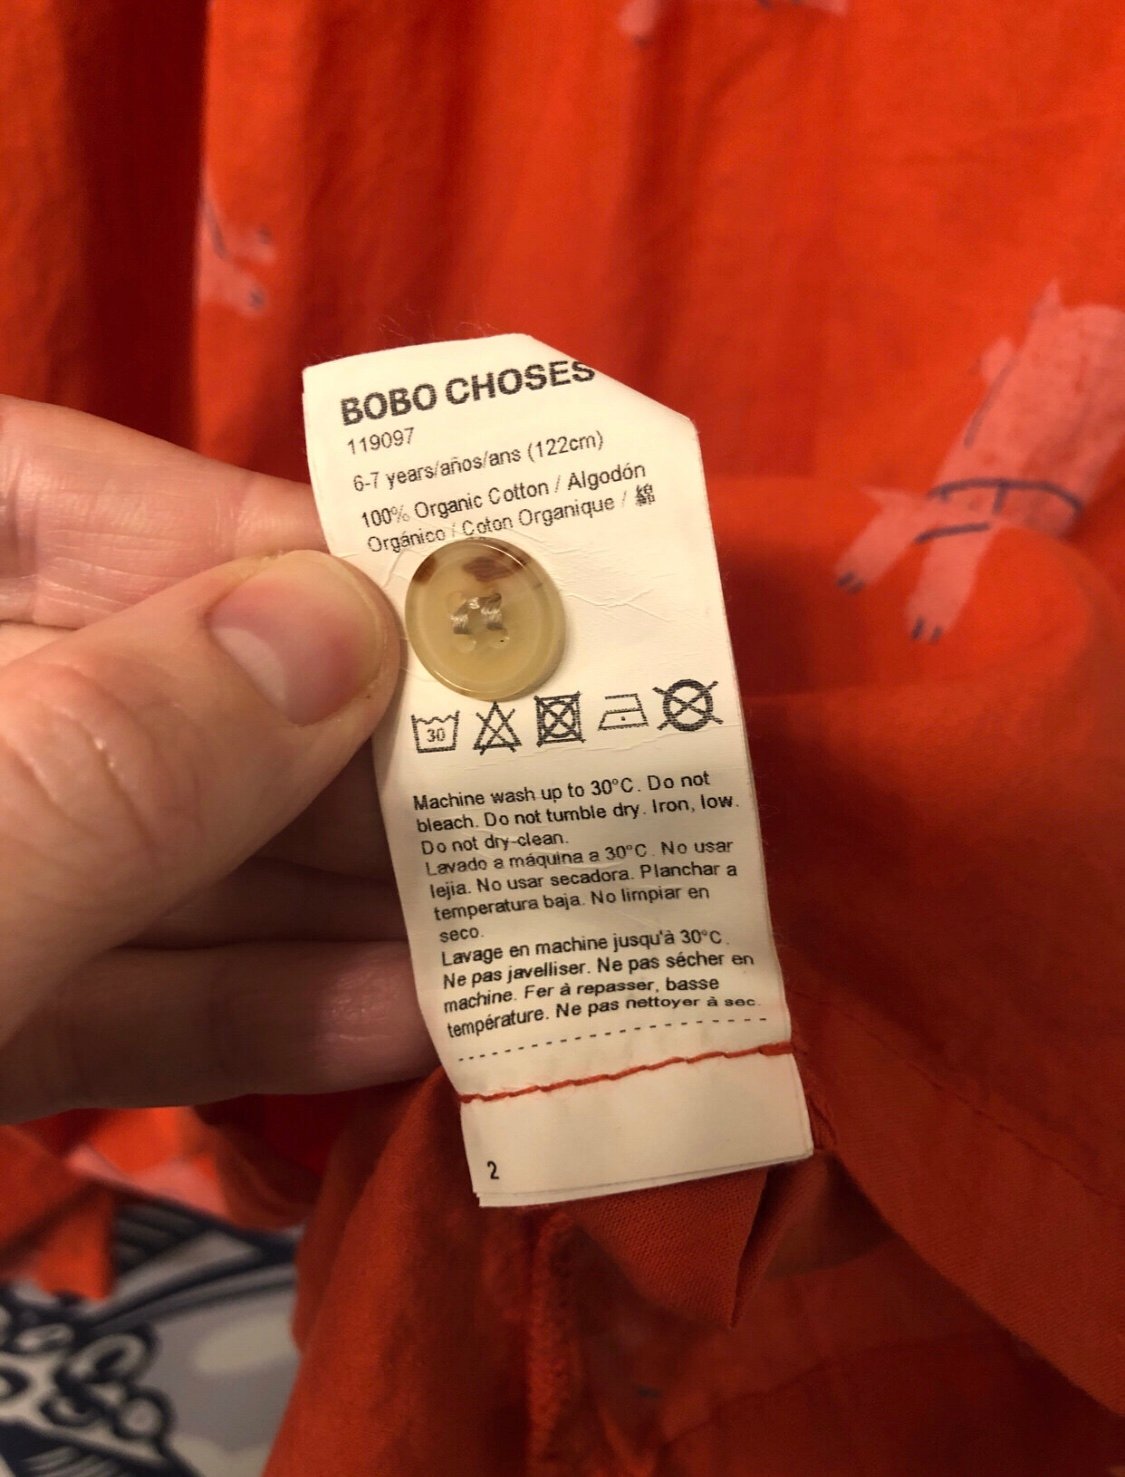 BOBO CHOSES
119097
6-7 years/años/ans (122cm)
100% Organic Cotton / Algodón
Orgánico / Coton Organique / 綿
30
Machine wash up to 30°C. Do not
bleach. Do not tumble dry. Iron, low.
Do not dry-clean.
Lavado a máquina a 30°C. No usar
lejia. No usar secadora. Planchar a
temperatura baja. No limpiar en
seco.
Lavage en machine jusqu'à 30°C.
Ne pas javelliser. Ne pas sécher en
machine. Fer à repasser, basse
température. Ne pas nettoyer à sec.
2